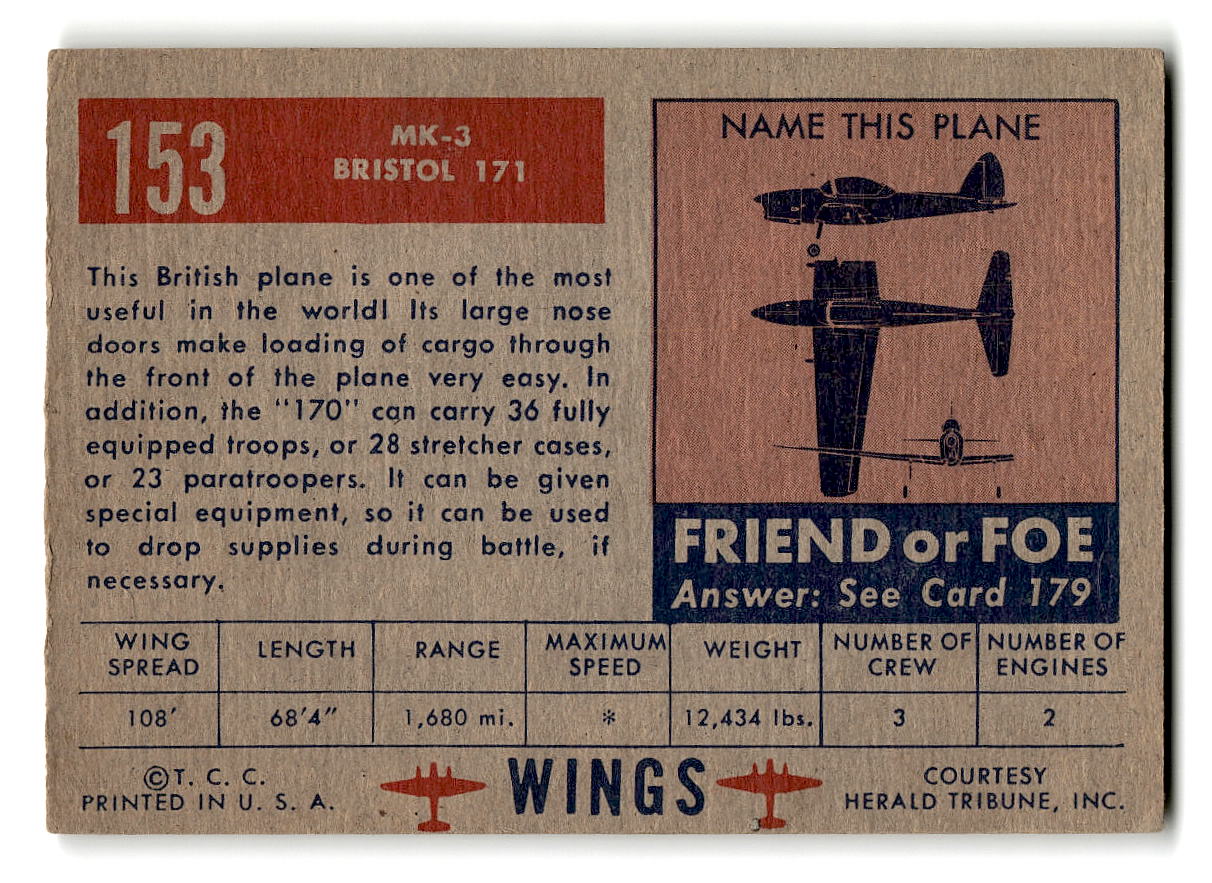 153
MK-3
BRISTOL 171
This British plane is one of the most
useful in the world! Its large nose
doors make loading of cargo through
the front of the plane very easy. In
addition, the "170" can carry 36 fully
equipped troops, or 28 stretcher cases,
or 23 paratroopers. It can be given
special equipment, so it can be used
to drop supplies during battle, if
necessary.
NAME THIS PLANE
FRIEND or FOE
Answer: See Card 179
WING SPREAD LENGTH RANGE MAXIMUM SPEED WEIGHT NUMBER OF CREW NUMBER OF ENGINES
108' 68'4" 1,680 mi. * 12,434 lbs. 3 2
©T. C. C.
PRINTED IN U. S. A.
WINGS
COURTESY
HERALD TRIBUNE, INC.